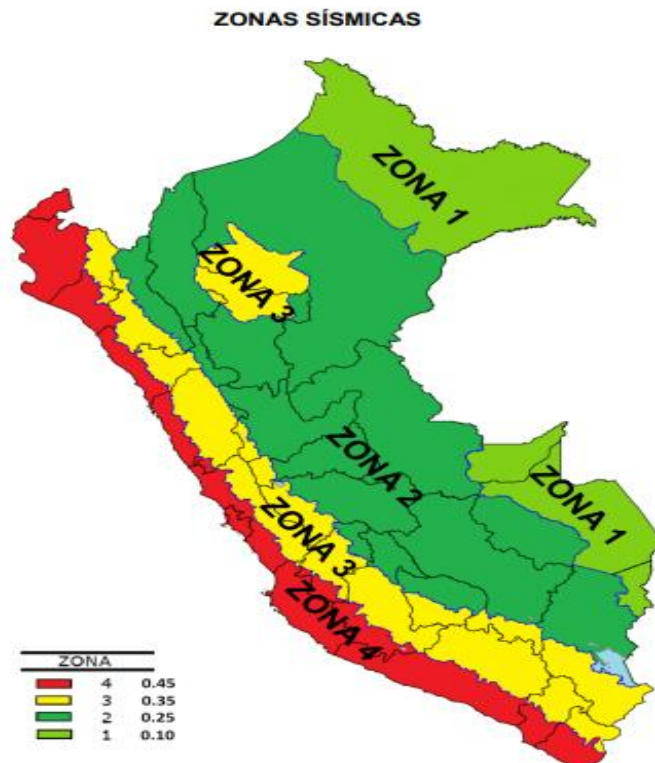 ZONAS SÍSMICAS
ZONA 1
ZONA 3
ZONA 2
ZONA 1
ZONA 3
ZONA 4
ZONA
4 0.45
3 0.35
2 0.25
1 0.10